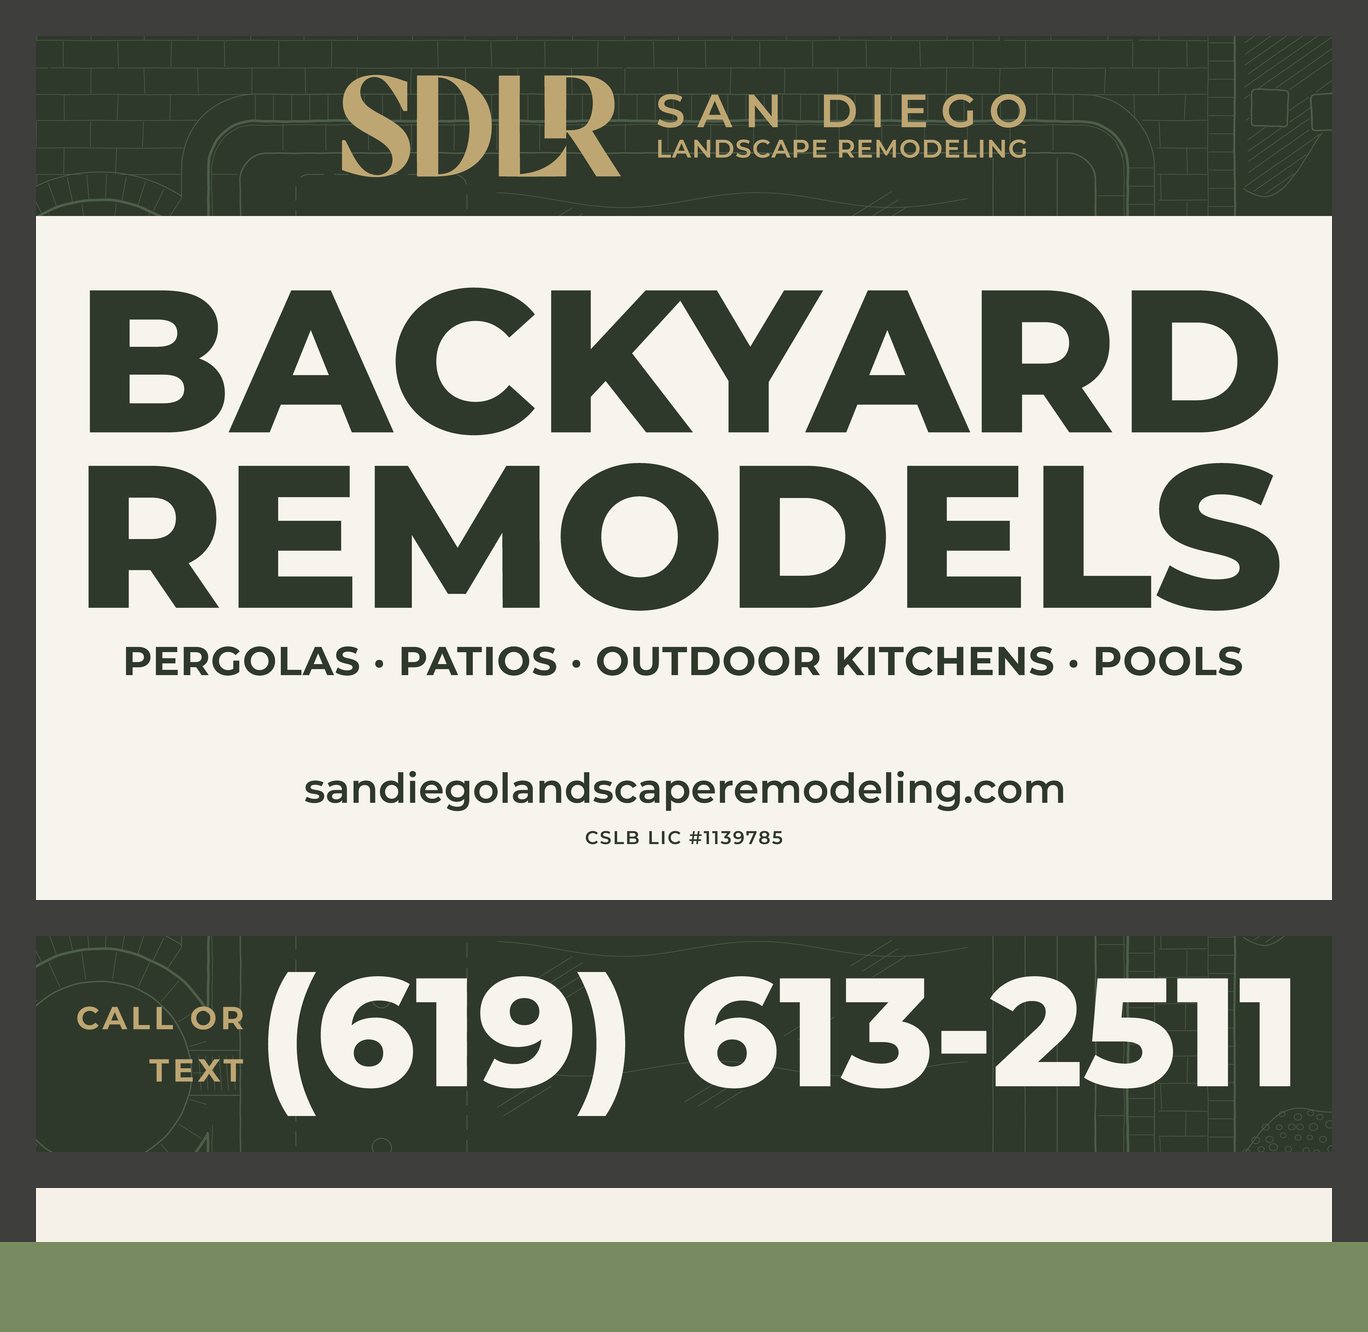 SDLR
SAN DIEGO
LANDSCAPE REMODELING
BACKYARD
REMODELS
PERGOLAS • PATIOS • OUTDOOR KITCHENS • POOLS
sandiegolandscaperemodeling.com
CSLB LIC #1139785
CALL OR
TEXT
(619) 613-2511